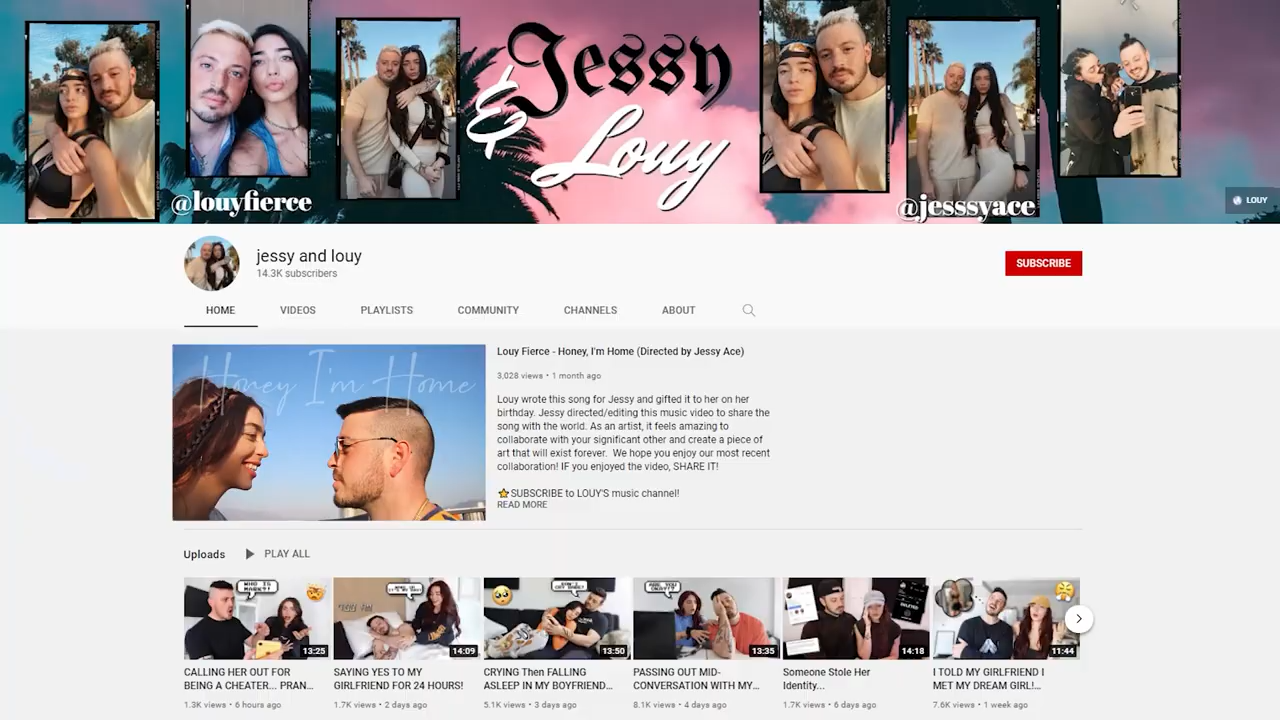 Jessy
& Louy
@louyfierce
@jesssyace
LOUY
jessy and louy
14.3K subscribers
SUBSCRIBE
HOME VIDEOS PLAYLISTS COMMUNITY CHANNELS ABOUT
Honey I'm Home
Louy Fierce - Honey, I'm Home (Directed by Jessy Ace)
3,028 views • 1 month ago
Louy wrote this song for Jessy and gifted it to her on her
birthday. Jessy directed/editing this music video to share the
song with the world. As an artist, it feels amazing to
collaborate with your significant other and create a piece of
art that will exist forever. We hope you enjoy our most recent
collaboration! IF you enjoyed the video, SHARE IT!
⭐SUBSCRIBE to LOUY'S music channel!
READ MORE
Uploads PLAY ALL
WHO IS
MARK?!
13:25
14:09
13:50
ARE YOU
OKAY?!
13:35
14:18
11:44
CALLING HER OUT FOR
BEING A CHEATER... PRAN...
1.3K views • 6 hours ago
SAYING YES TO MY
GIRLFRIEND FOR 24 HOURS!
1.7K views • 2 days ago
CRYING Then FALLING
ASLEEP IN MY BOYFRIEND...
5.1K views • 3 days ago
PASSING OUT MID-
CONVERSATION WITH MY...
8.1K views • 4 days ago
Someone Stole Her
Identity...
1.7K views • 6 days ago
I TOLD MY GIRLFRIEND I
MET MY DREAM GIRL!...
7.6K views • 1 week ago